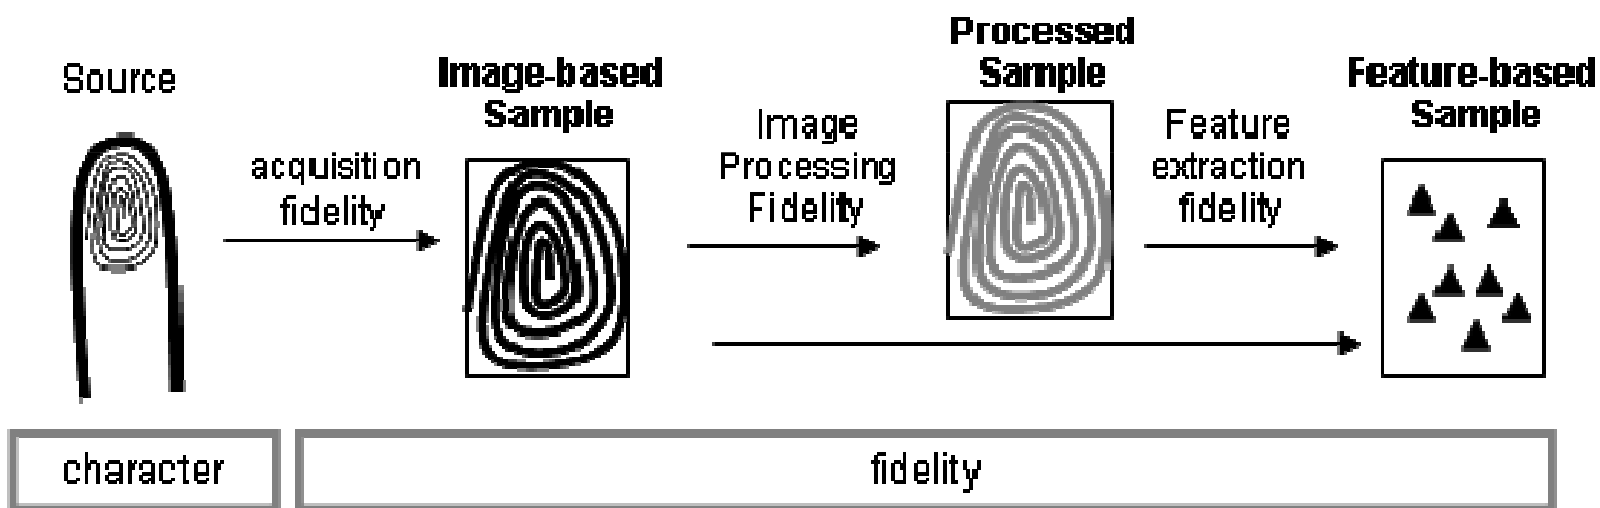 Source
acquisition
fidelity
Image-based
Sample
Image
Processing
Fidelity
Processed
Sample
Feature
extraction
fidelity
Feature-based
Sample
character
fidelity